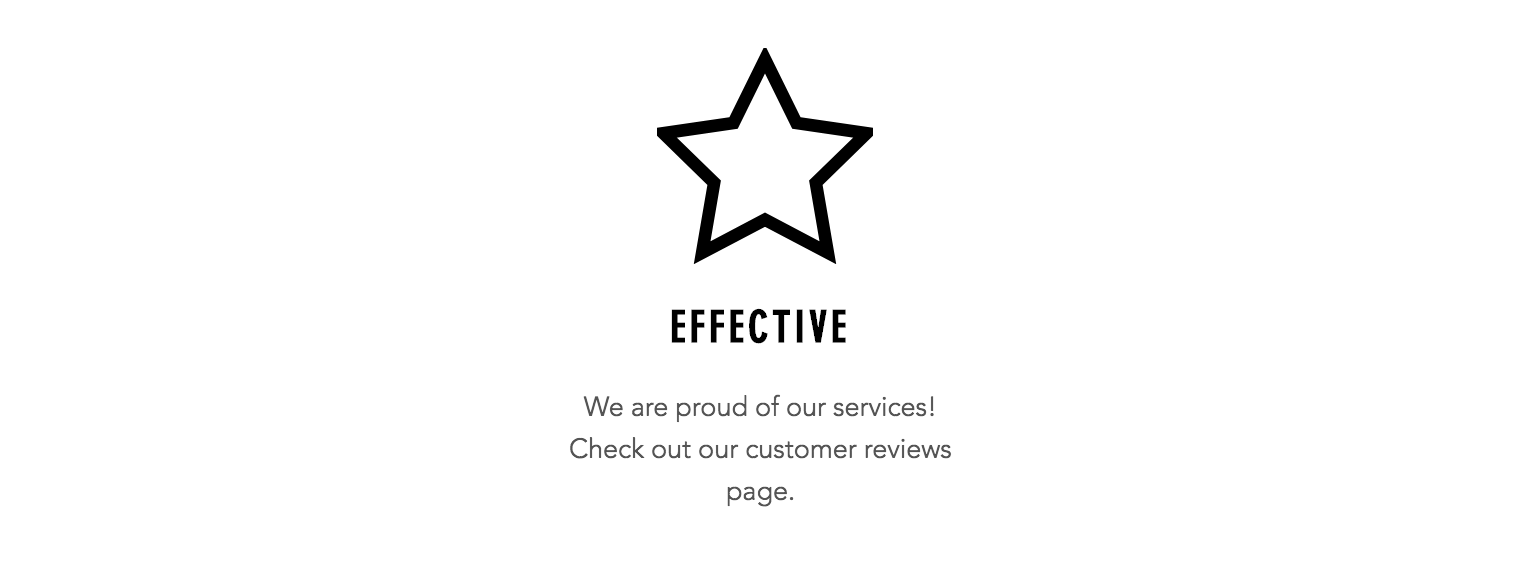 EFFECTIVE
We are proud of our services!
Check out our customer reviews
page.